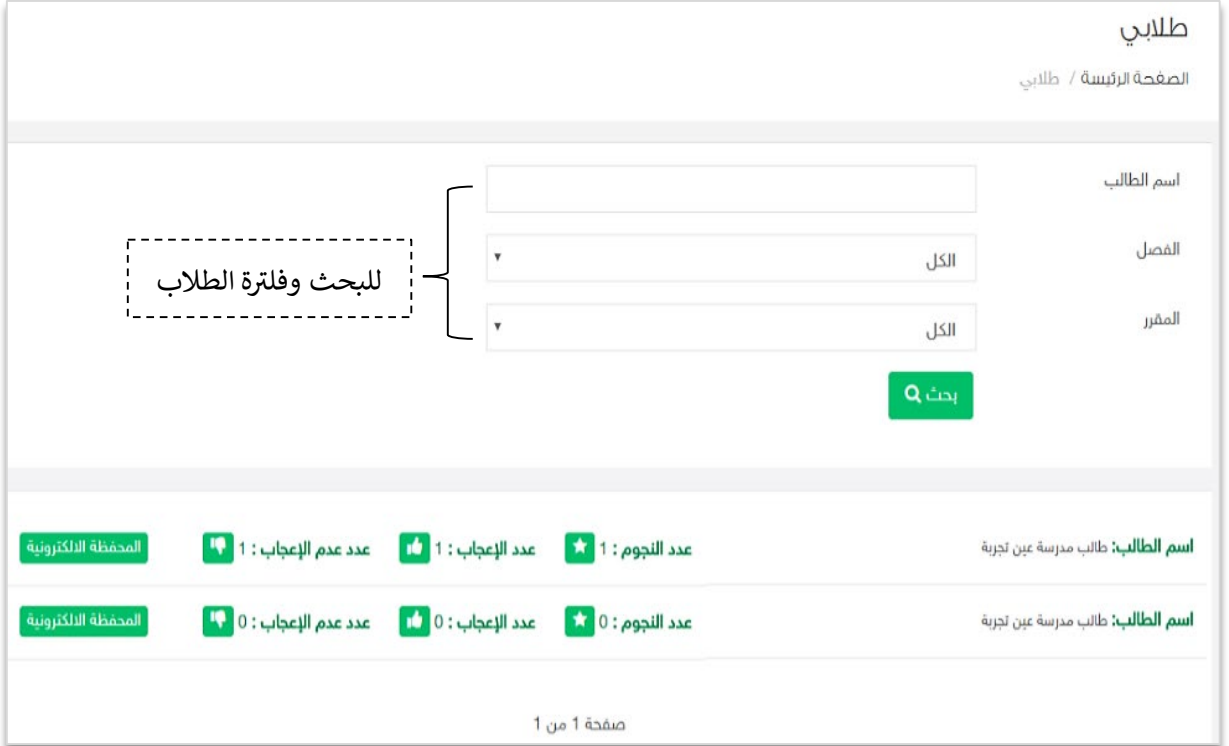 طلابي
الصفحة الرئيسة / طلابي
اسم الطالب
الفصل
الكل
المقرر
الكل
للبحث وفلترة الطلاب
بحث
اسم الطالب: طالب مدرسة عين تجربة عدد النجوم : 1 عدد الإعجاب : 1 عدد عدم الإعجاب : 1 المحفظة الالكترونية
اسم الطالب: طالب مدرسة عين تجربة عدد النجوم : 0 عدد الإعجاب : 0 عدد عدم الإعجاب : 0 المحفظة الالكترونية
صفحة 1 من 1